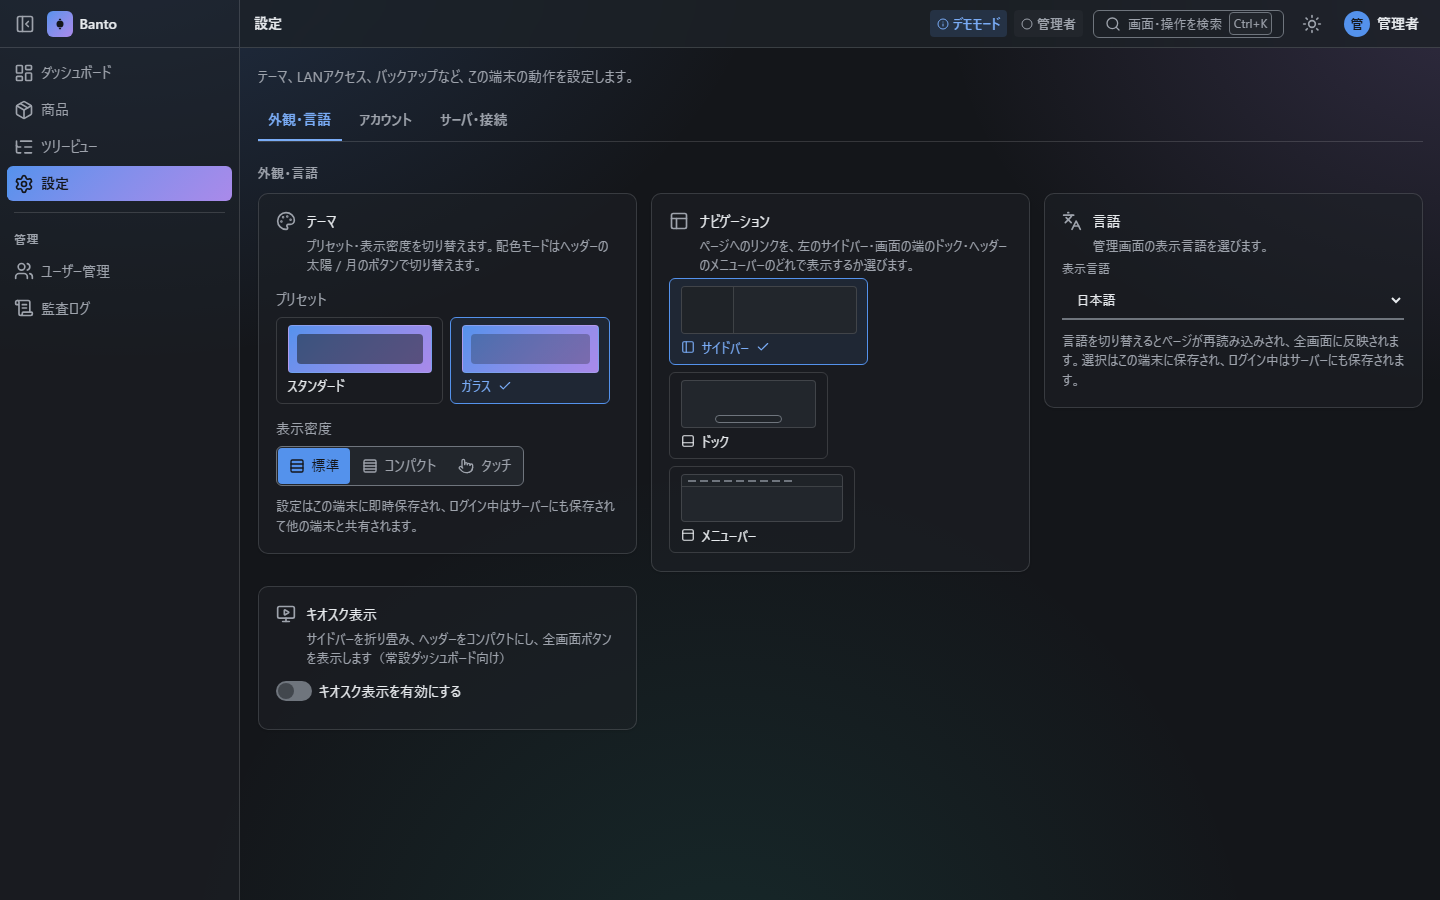 Banto
設定
デモモード
管理者
画面・操作を検索
Ctrl+K
管
管理者
ダッシュボード
商品
ツリービュー
設定
管理
ユーザー管理
監査ログ
テーマ、LANアクセス、バックアップなど、この端末の動作を設定します。
外観・言語
アカウント
サーバ・接続
外観・言語
テーマ
プリセット・表示密度を切り替えます。配色モードはヘッダーの
太陽 / 月のボタンで切り替えます。
プリセット
スタンダード
ガラス
表示密度
標準
コンパクト
タッチ
設定はこの端末に即時保存され、ログイン中はサーバーにも保存され
て他の端末と共有されます。
ナビゲーション
ページへのリンクを、左のサイドバー・画面の端のドック・ヘッダー
のメニューバーのどれで表示するか選びます。
サイドバー
ドック
メニューバー
言語
管理画面の表示言語を選びます。
表示言語
日本語
言語を切り替えるとページが再読み込みされ、全画面に反映されま
す。選択はこの端末に保存され、ログイン中はサーバーにも保存されま
す。
キオスク表示
サイドバーを折り畳み、ヘッダーをコンパクトにし、全画面ボタン
を表示します（常設ダッシュボード向け）
キオスク表示を有効にする